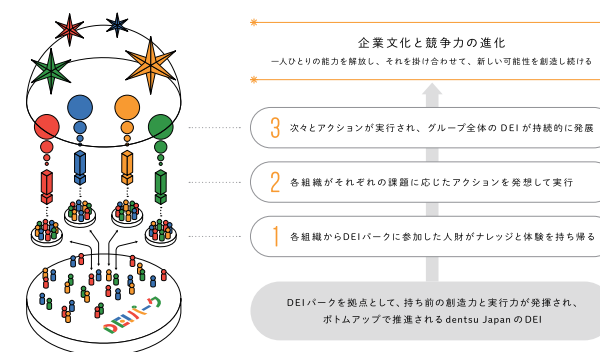 企業文化と競争力の進化
一人ひとりの能力を解放し、それを掛け合わせて、新しい可能性を創造し続ける
3 次々とアクションが実行され、グループ全体の DEI が持続的に発展
2 各組織がそれぞれの課題に応じたアクションを発想して実行
1 各組織からDEIパークに参加した人財がナレッジと体験を持ち帰る
DEIパークを拠点として、持ち前の創造力と実行力が発揮され、
ボトムアップで推進される dentsu Japan の DEI
DEIパーク